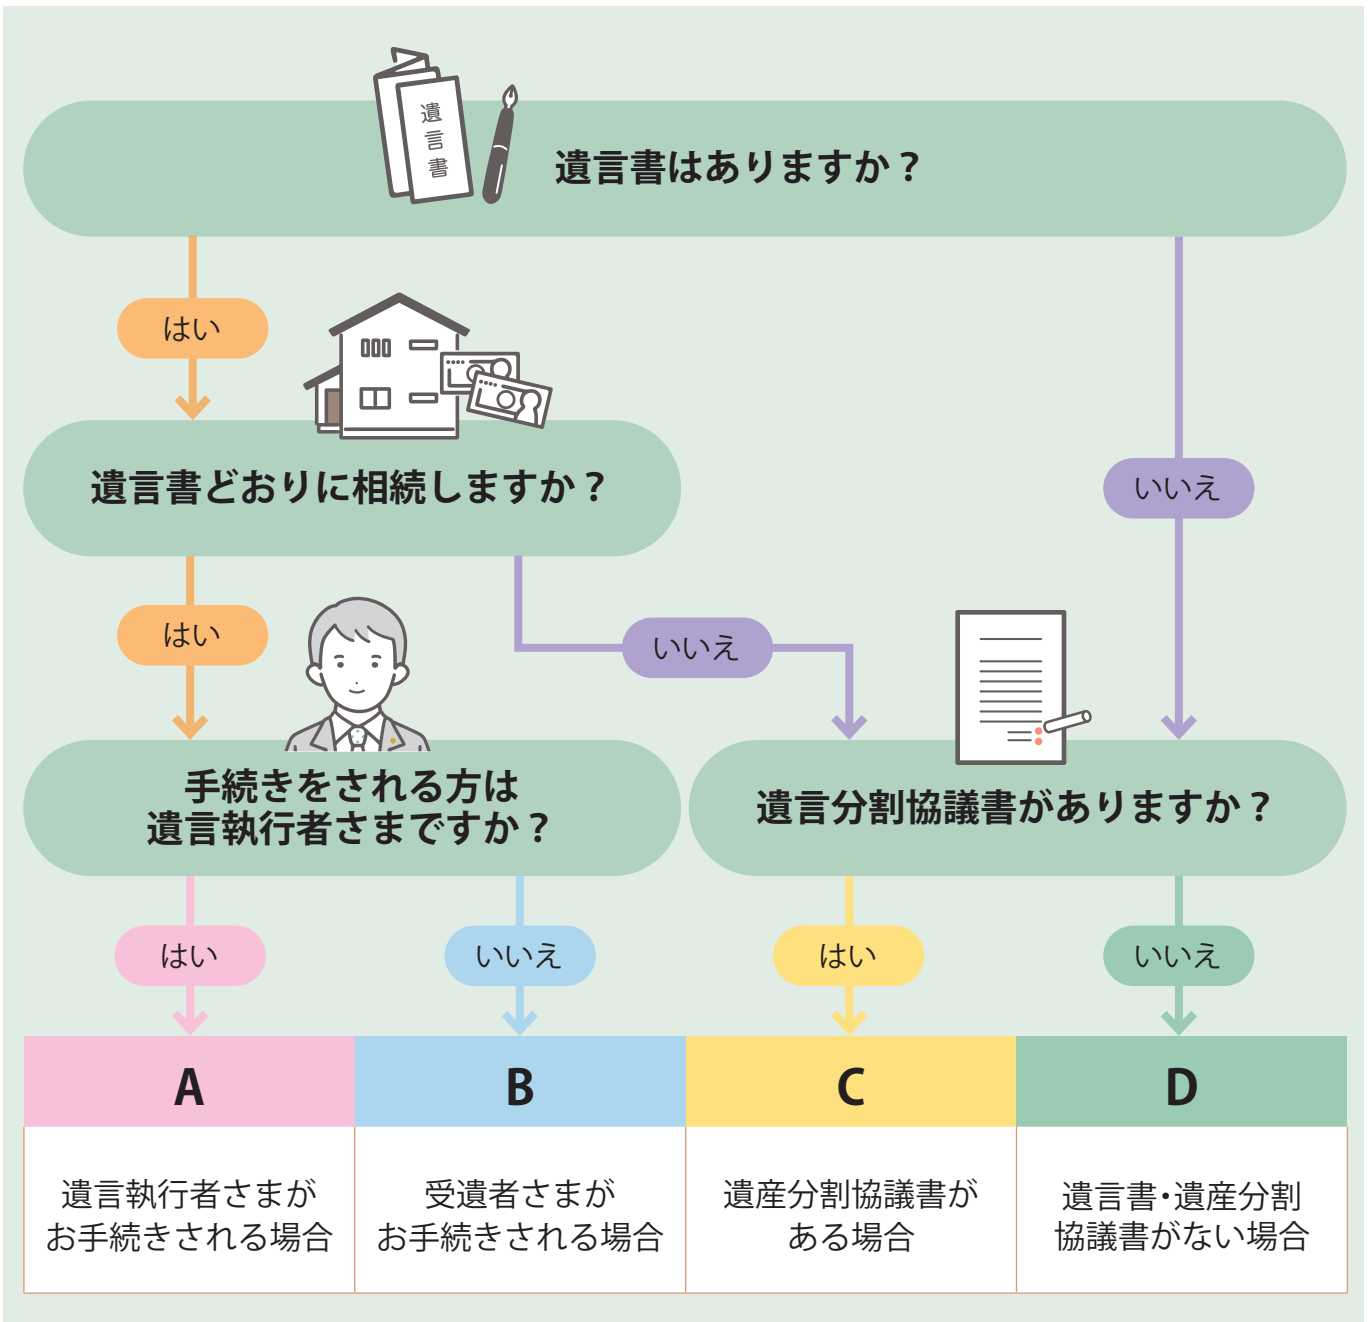 遺言書
遺言書はありますか？
はい
いいえ
遺言書どおりに相続しますか？
はい
いいえ
手続きをされる方は
遺言執行者さまですか？
遺言分割協議書がありますか？
はい
いいえ
はい
いいえ
A
B
C
D
遺言執行者さまが
お手続きされる場合
受遺者さまが
お手続きされる場合
遺産分割協議書が
ある場合
遺言書・遺産分割
協議書がない場合